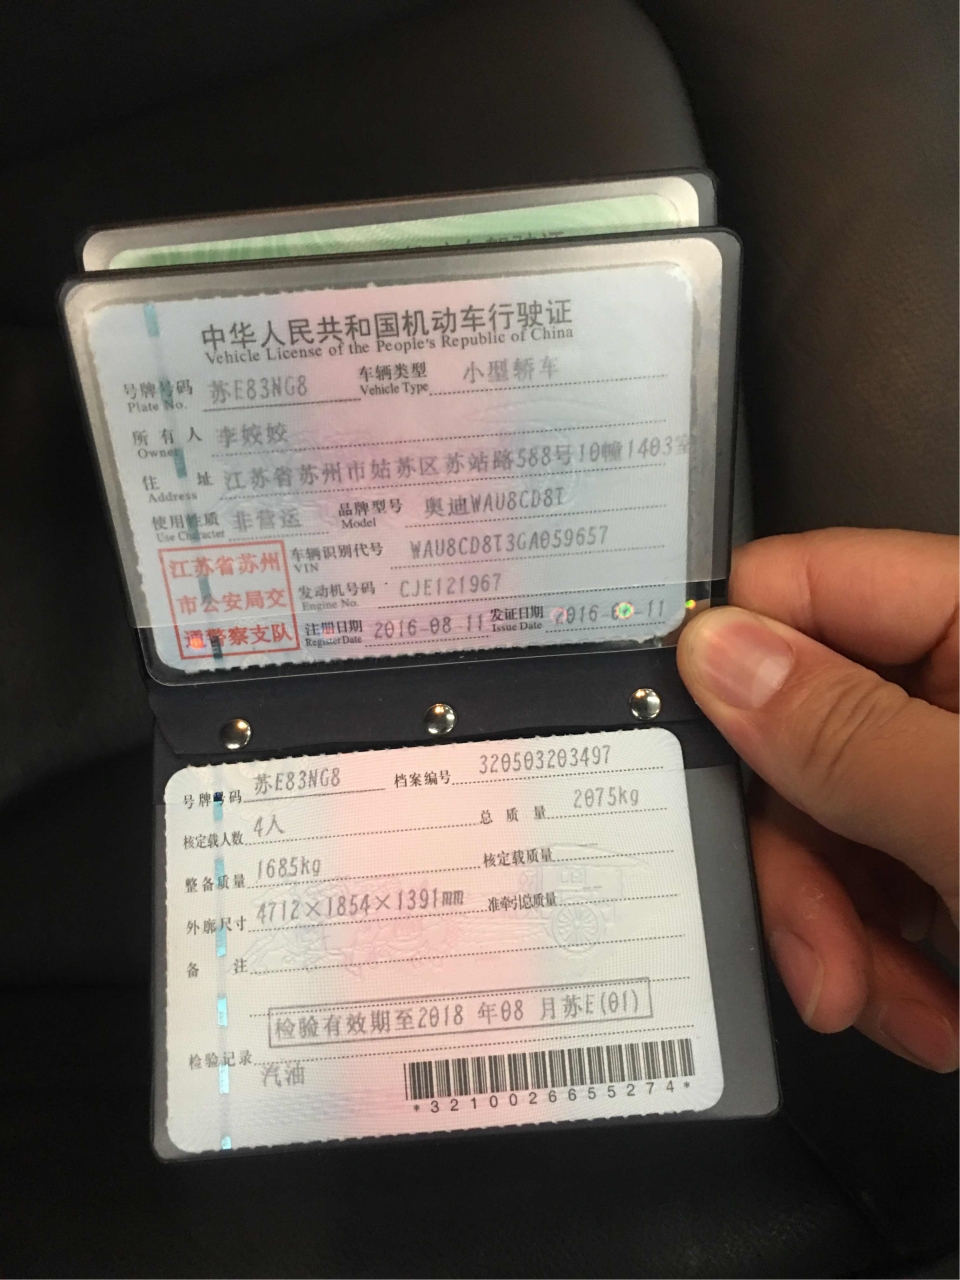 中华人民共和国机动车行驶证
Vehicle License of the People's Republic of China
号牌号码 苏E83NG8 车辆类型 小型轿车
Plate No. Vehicle Type
所有人 李姣姣
Owner
住址 江苏省苏州市姑苏区苏站路588号10幢1403室
Address
使用性质 非营运 品牌型号 奥迪WAU8CD8T
Use Character Model
江苏省苏州
市公安局交
通警察支队
车辆识别代号 WAU8CD8T3GA059657
VIN
发动机号码 CJE121967
Engine No.
注册日期 2016-08-11 发证日期 2016-08-11
Register Date Issue Date
号牌号码 苏E83NG8 档案编号 320503203497
核定载人数 4人 总质量 2075kg
整备质量 1685kg 核定载质量
外廓尺寸 4712×1854×1391mm 准牵引总质量
备注
检验有效期至2018年08月苏E(01)
检验记录
汽油
*3210026655274*